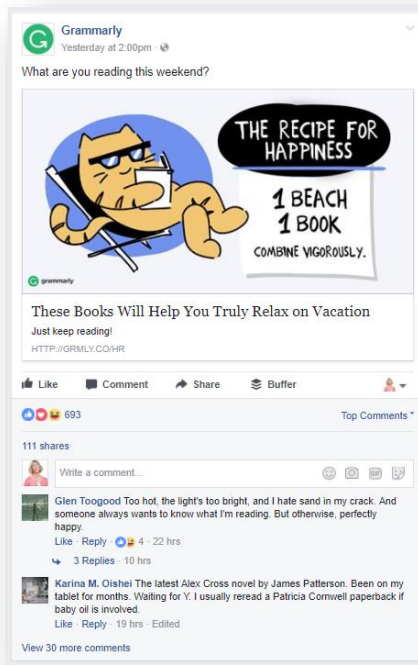 Grammarly
Yesterday at 2:00pm ·
What are you reading this weekend?
THE RECIPE FOR
HAPPINESS
1 BEACH
1 BOOK
COMBINE VIGOROUSLY.
grammarly
These Books Will Help You Truly Relax on Vacation
Just keep reading!
HTTP://GRMLY.CO/HR
Like Comment Share Buffer
693 Top Comments
111 shares
Write a comment... GIF
Glen Toogood Too hot, the light's too bright, and I hate sand in my crack. And
someone always wants to know what I'm reading. But otherwise, perfectly
happy.
Like · Reply · 4 · 22 hrs
3 Replies · 10 hrs
Karina M. Oishei The latest Alex Cross novel by James Patterson. Been on my
tablet for months. Waiting for Y. I usually reread a Patricia Cornwell paperback if
baby oil is involved.
Like · Reply · 19 hrs · Edited
View 30 more comments